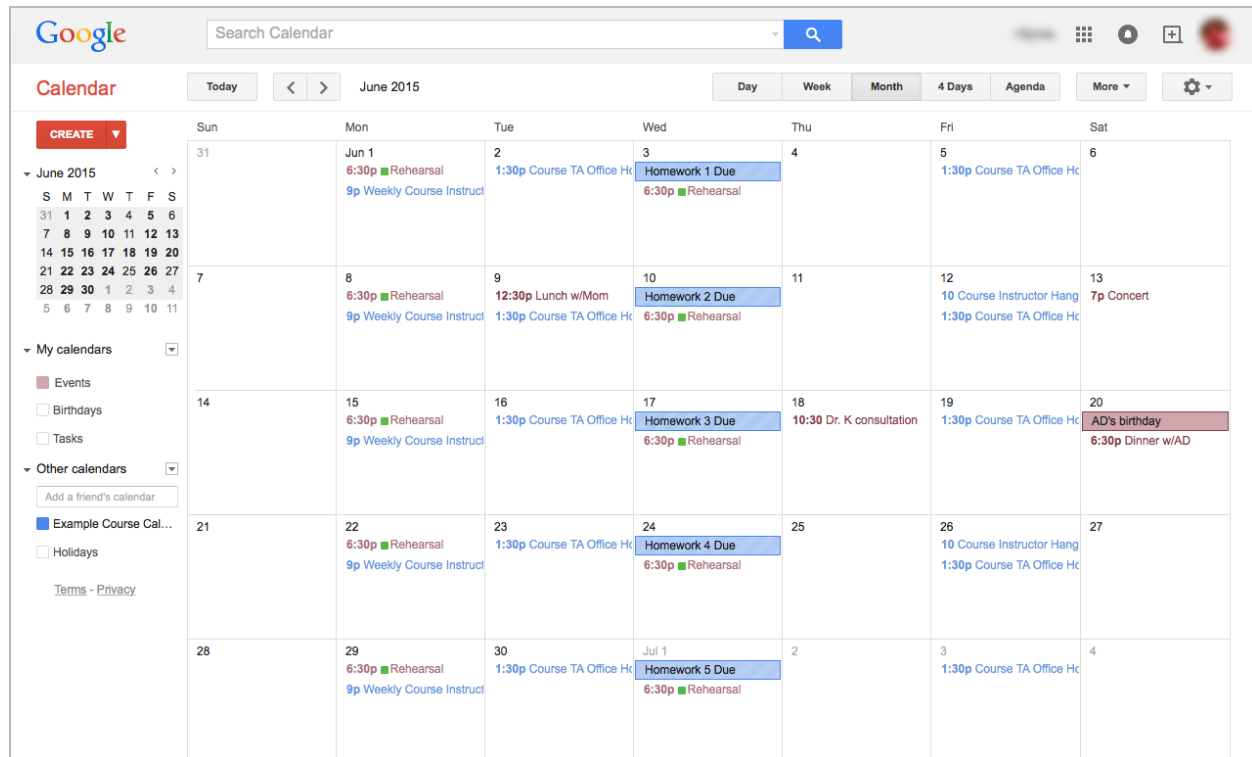 Google
Search Calendar
Calendar
Today
June 2015
Day Week Month 4 Days Agenda
More
CREATE
June 2015
S M T W T F S
31 1 2 3 4 5 6
7 8 9 10 11 12 13
14 15 16 17 18 19 20
21 22 23 24 25 26 27
28 29 30 1 2 3 4
5 6 7 8 9 10 11
My calendars
Events
Birthdays
Tasks
Other calendars
Add a friend's calendar
Example Course Cal...
Holidays
Terms - Privacy
Sun Mon Tue Wed Thu Fri Sat
31 Jun 1 2 3 4 5 6
6:30p Rehearsal 1:30p Course TA Office Ho Homework 1 Due 1:30p Course TA Office Ho
9p Weekly Course Instruct 6:30p Rehearsal
7 8 9 10 11 12 13
6:30p Rehearsal 12:30p Lunch w/Mom Homework 2 Due 10 Course Instructor Hang 7p Concert
9p Weekly Course Instruct 1:30p Course TA Office Ho 6:30p Rehearsal 1:30p Course TA Office Ho
14 15 16 17 18 19 20
6:30p Rehearsal 1:30p Course TA Office Ho Homework 3 Due 10:30 Dr. K consultation 1:30p Course TA Office Ho AD's birthday
9p Weekly Course Instruct 6:30p Rehearsal 6:30p Dinner w/AD
21 22 23 24 25 26 27
6:30p Rehearsal 1:30p Course TA Office Ho Homework 4 Due 10 Course Instructor Hang
9p Weekly Course Instruct 6:30p Rehearsal 1:30p Course TA Office Ho
28 29 30 Jul 1 2 3 4
6:30p Rehearsal 1:30p Course TA Office Ho Homework 5 Due 1:30p Course TA Office Ho
9p Weekly Course Instruct 6:30p Rehearsal